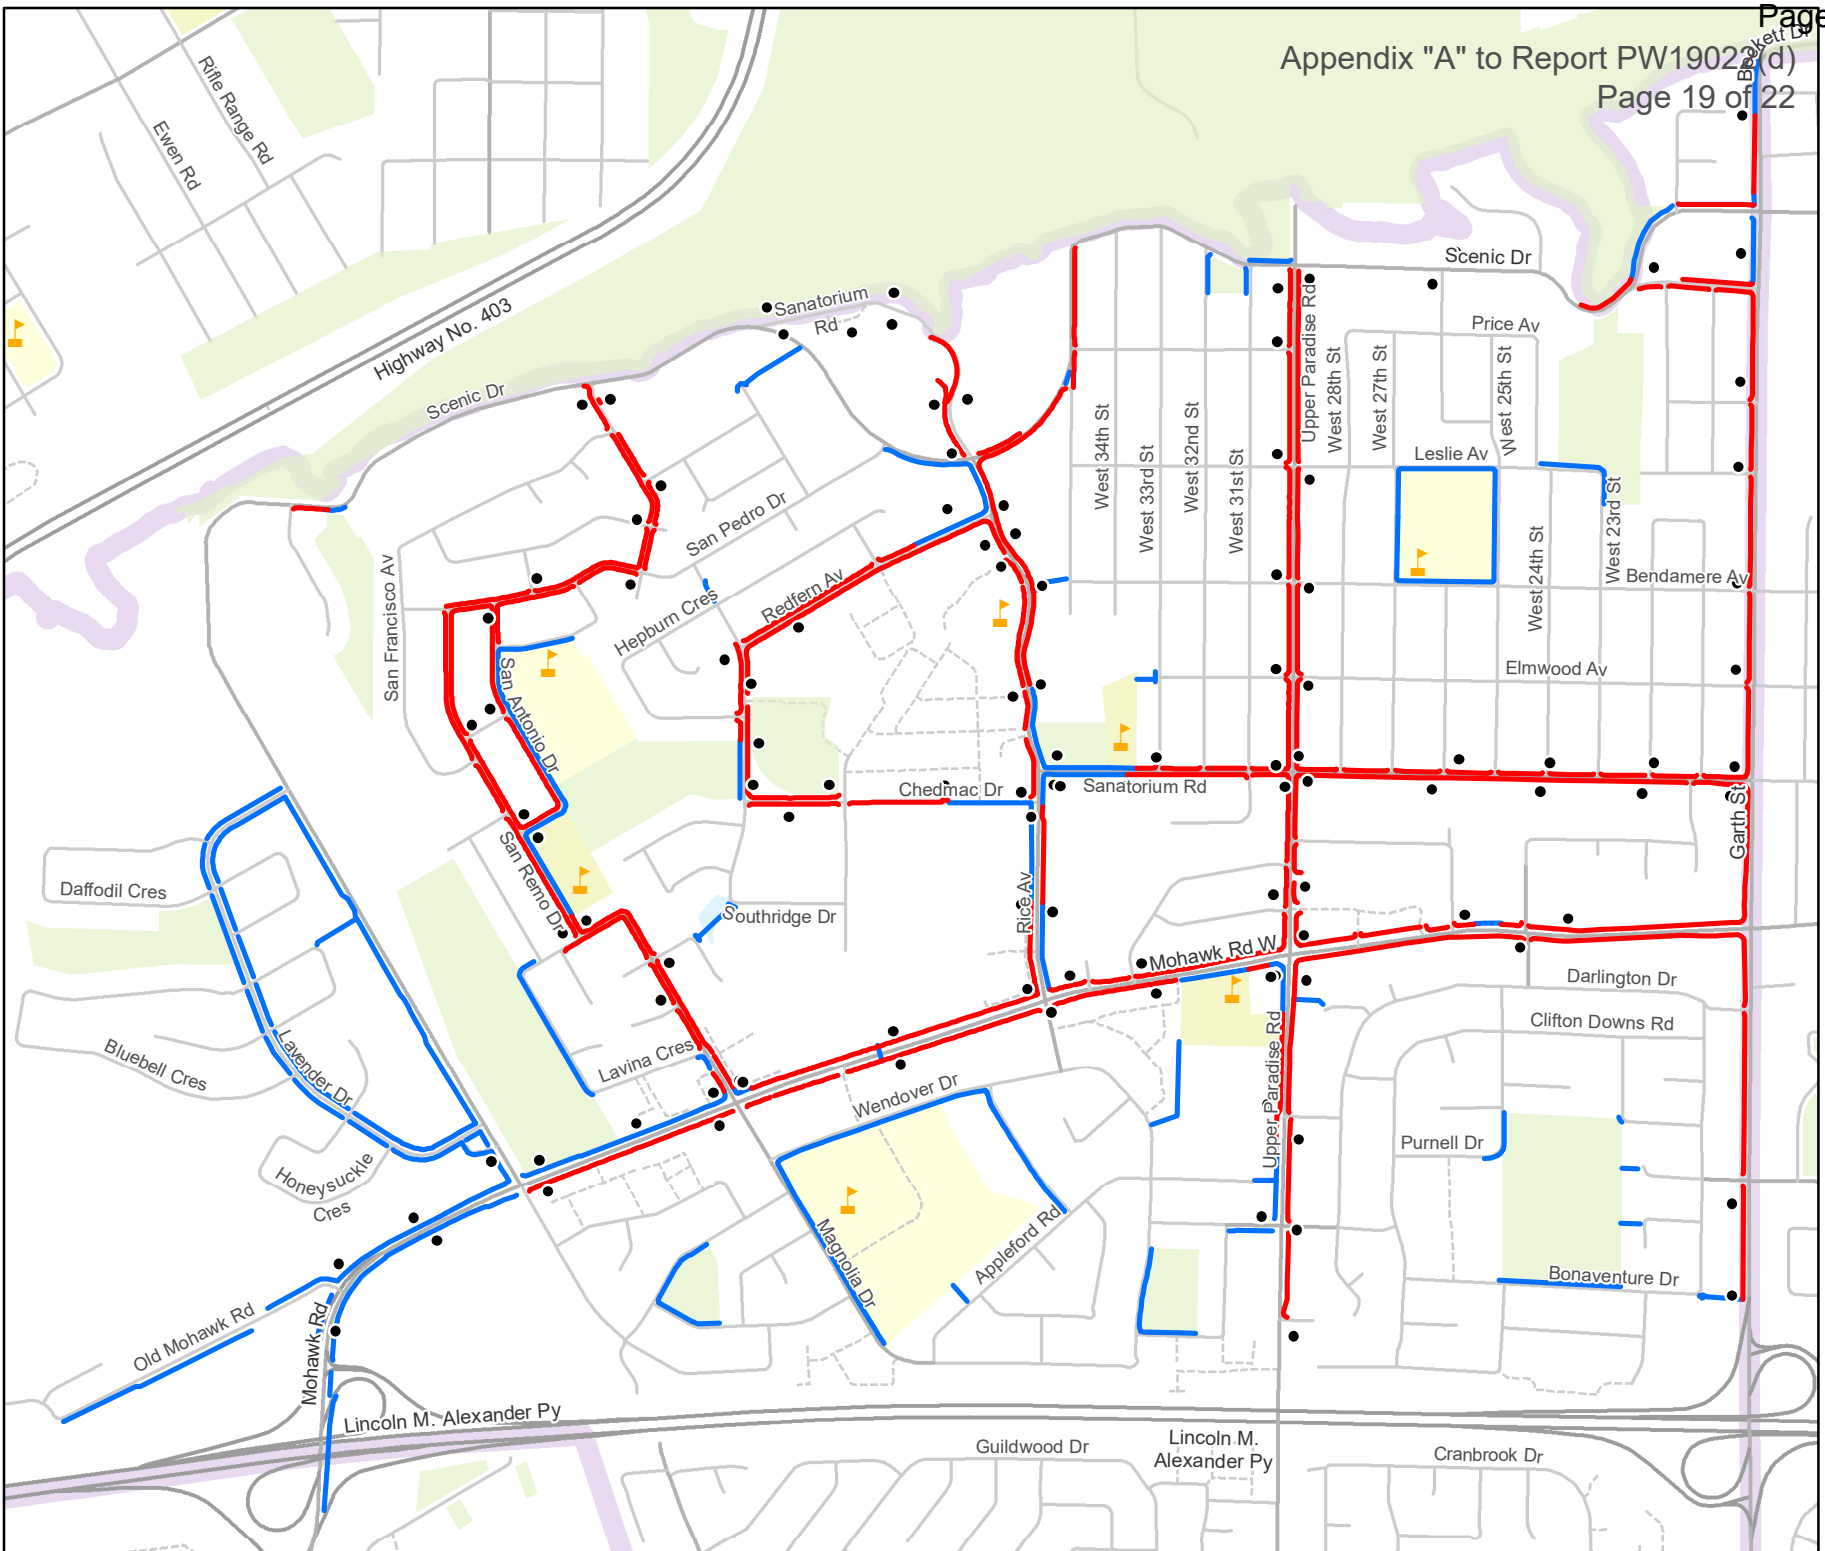 Page
Beckett Dr
Appendix "A" to Report PW19022(d)
Page 19 of 22
Rifle Range Rd
Ewen Rd
Highway No. 403
Scenic Dr
Sanatorium
Rd
Scenic Dr
Price Av
Upper Paradise Rd
West 28th St
West 27th St
West 25th St
West 34th St
West 33rd St
West 32nd St
West 31st St
Leslie Av
West 24th St
West 23rd St
Bendamere Av
Elmwood Av
San Pedro Dr
San Francisco Av
Hepburn Cres
Redfern Av
San Antonio Dr
Chedmac Dr
Sanatorium Rd
Garth St
San Remo Dr
Daffodil Cres
Southridge Dr
Rice Av
Mohawk Rd W
Darlington Dr
Clifton Downs Rd
Lavender Dr
Bluebell Cres
Lavina Cres
Wendover Dr
Upper Paradise Rd
Purnell Dr
Honeysuckle
Cres
Magnolia Dr
Appleford Rd
Bonaventure Dr
Old Mohawk Rd
Mohawk Rd
Lincoln M. Alexander Py
Guildwood Dr
Lincoln M.
Alexander Py
Cranbrook Dr